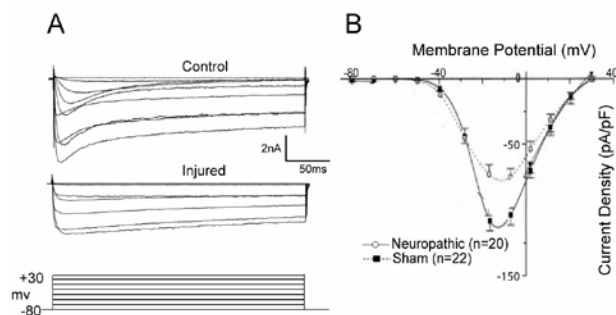 A
B
Control
2nA
50ms
Injured
+30
mv
-80
Membrane Potential (mV)
-80 -40 0 40
-50
-150
Current Density (pA/pF)
Neuropathic (n=20)
Sham (n=22)